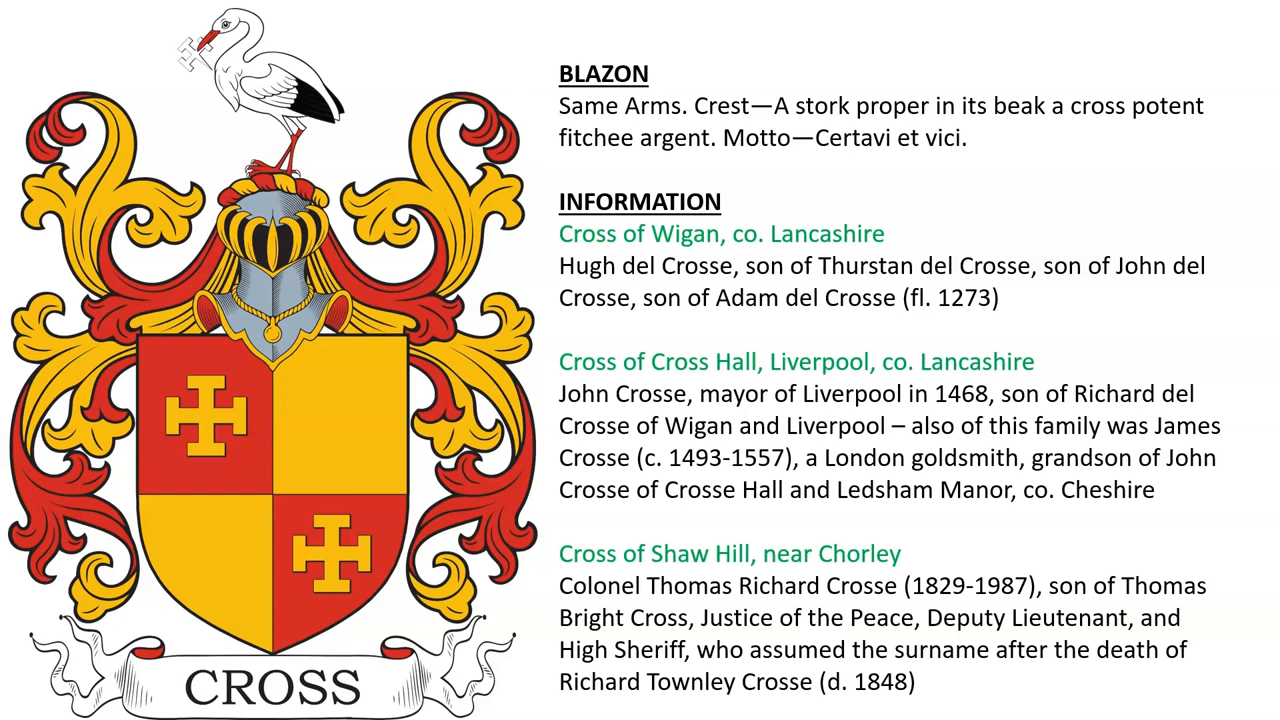 BLAZON
Same Arms. Crest—A stork proper in its beak a cross potent
fitchee argent. Motto—Certavi et vici.
INFORMATION
Cross of Wigan, co. Lancashire
Hugh del Crosse, son of Thurstan del Crosse, son of John del
Crosse, son of Adam del Crosse (fl. 1273)
Cross of Cross Hall, Liverpool, co. Lancashire
John Crosse, mayor of Liverpool in 1468, son of Richard del
Crosse of Wigan and Liverpool – also of this family was James
Crosse (c. 1493-1557), a London goldsmith, grandson of John
Crosse of Crosse Hall and Ledsham Manor, co. Cheshire
Cross of Shaw Hill, near Chorley
Colonel Thomas Richard Crosse (1829-1987), son of Thomas
Bright Cross, Justice of the Peace, Deputy Lieutenant, and
High Sheriff, who assumed the surname after the death of
Richard Townley Crosse (d. 1848)
CROSS